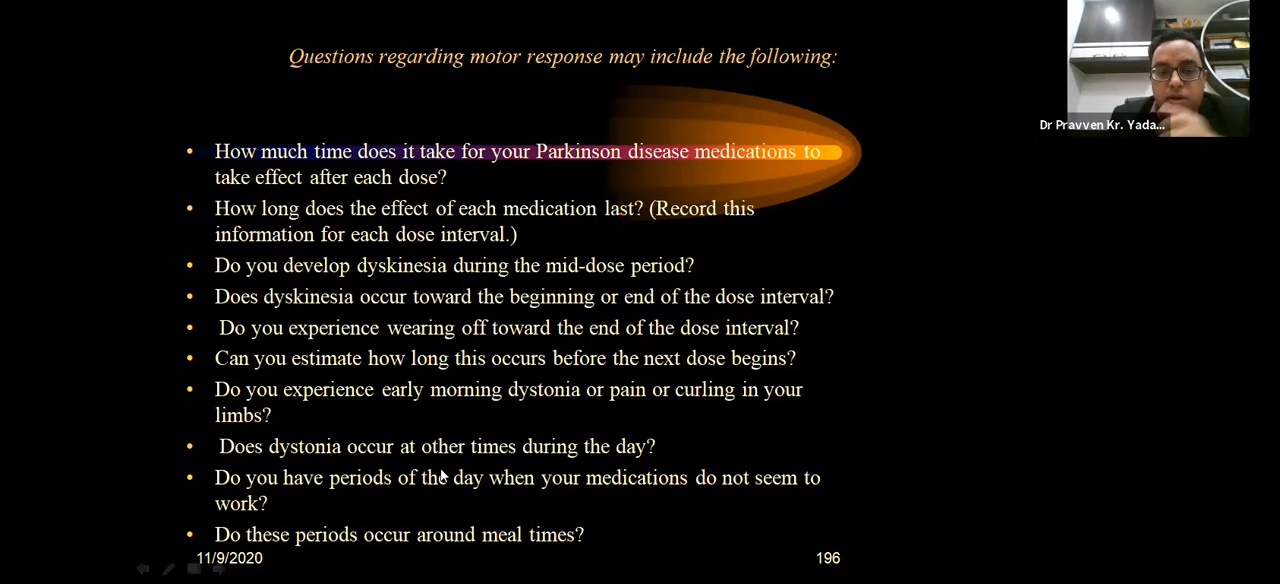 Questions regarding motor response may include the following:
Dr Pravven Kr. Yada...
• How much time does it take for your Parkinson disease medications to
take effect after each dose?
• How long does the effect of each medication last? (Record this
information for each dose interval.)
• Do you develop dyskinesia during the mid-dose period?
• Does dyskinesia occur toward the beginning or end of the dose interval?
• Do you experience wearing off toward the end of the dose interval?
• Can you estimate how long this occurs before the next dose begins?
• Do you experience early morning dystonia or pain or curling in your
limbs?
• Does dystonia occur at other times during the day?
• Do you have periods of the day when your medications do not seem to
work?
• Do these periods occur around meal times?
11/9/2020
196